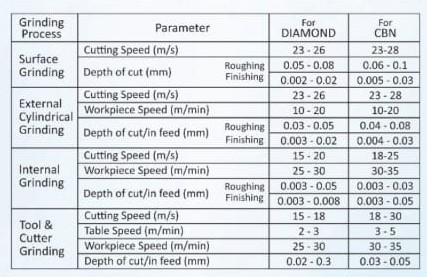 Grinding Process Parameter For DIAMOND For CBN
Surface Grinding Cutting Speed (m/s) 23 - 26 23-28
Depth of cut (mm) Roughing 0.05 - 0.08 0.06 - 0.1
Finishing 0.002 - 0.02 0.005 - 0.03
External Cylindrical Grinding Cutting Speed (m/s) 23 - 26 23 - 28
Workpiece Speed (m/min) 10 - 20 10-20
Depth of cut/in feed (mm) Roughing 0.03 - 0.05 0.04 - 0.08
Finishing 0.003 - 0.02 0.004 - 0.03
Internal Grinding Cutting Speed (m/s) 15 - 20 18-25
Workpiece Speed (m/min) 25 - 30 30-35
Depth of cut/in feed (mm) Roughing 0.003 - 0.05 0.003 - 0.03
Finishing 0.003 - 0.008 0.003 - 0.05
Tool & Cutter Grinding Cutting Speed (m/s) 15 - 18 18 - 30
Table Speed (m/min) 2 - 3 3 - 5
Workpiece Speed (m/min) 25 - 30 30 - 35
Depth of cut/in feed (mm) 0.02 - 0.3 0.03 - 0.05